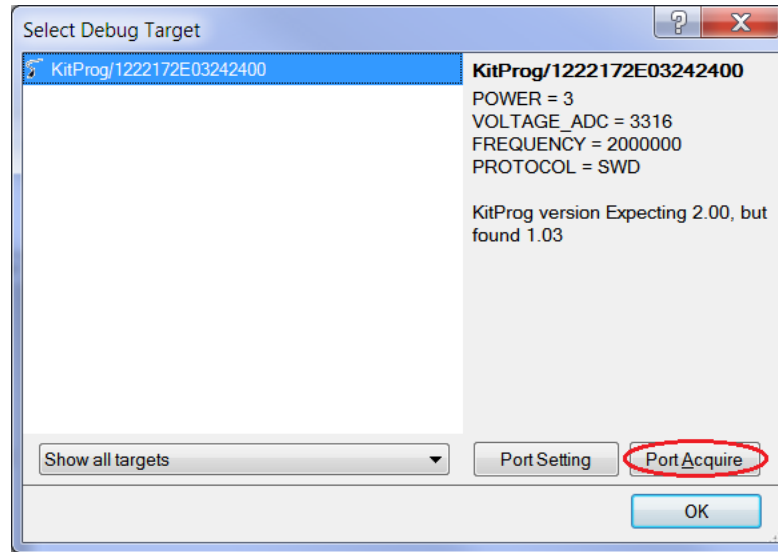 Select Debug Target
KitProg/1222172E03242400
KitProg/1222172E03242400
POWER = 3
VOLTAGE_ADC = 3316
FREQUENCY = 2000000
PROTOCOL = SWD
KitProg version Expecting 2.00, but
found 1.03
Show all targets
Port Setting
Port Acquire
OK